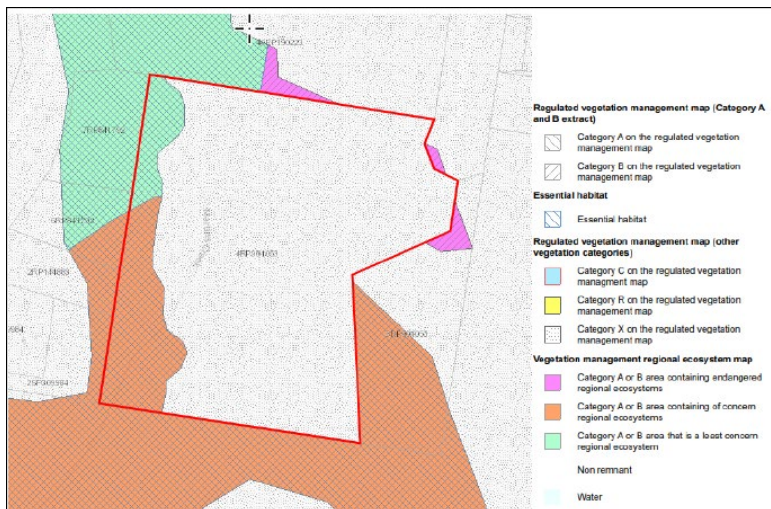 Regulated vegetation management map (Category A
and B extract)
Category A on the regulated vegetation
management map
Category B on the regulated vegetation
management map
Essential habitat
Essential habitat
Regulated vegetation management map (other
vegetation categories)
Category C on the regulated vegetation
managment map
Category R on the regulated vegetation
management map
Category X on the regulated vegetation
management map
Vegetation management regional ecosystem map
Category A or B area containing endangered
regional ecosystems
Category A or B area containing of concern
regional ecosystems
Category A or B area that is a least concern
regional ecosystem
Non remnant
Water